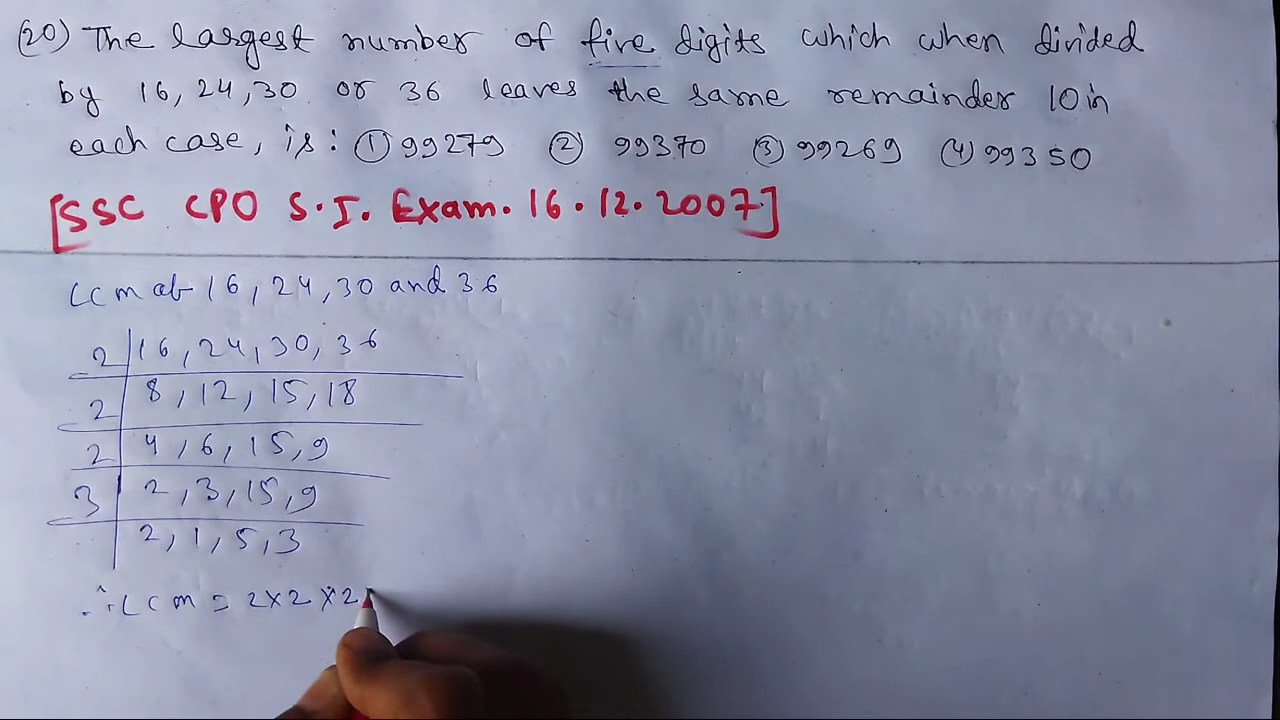 (20) The largest number of five digits which when divided
by 16, 24, 30 or 36 leaves the same remainder 10 in
each case, is: ① 99279 ② 99370 ③ 99269 ④ 99350
[SSC CPO S.I. Exam. 16.12.2007]
LCm of 16, 24, 30 and 36
2 | 16, 24, 30, 36
2 | 8, 12, 15, 18
2 | 4, 6, 15, 9
3 | 2, 3, 15, 9
2, 1, 5, 3
∴ LCm = 2×2×2